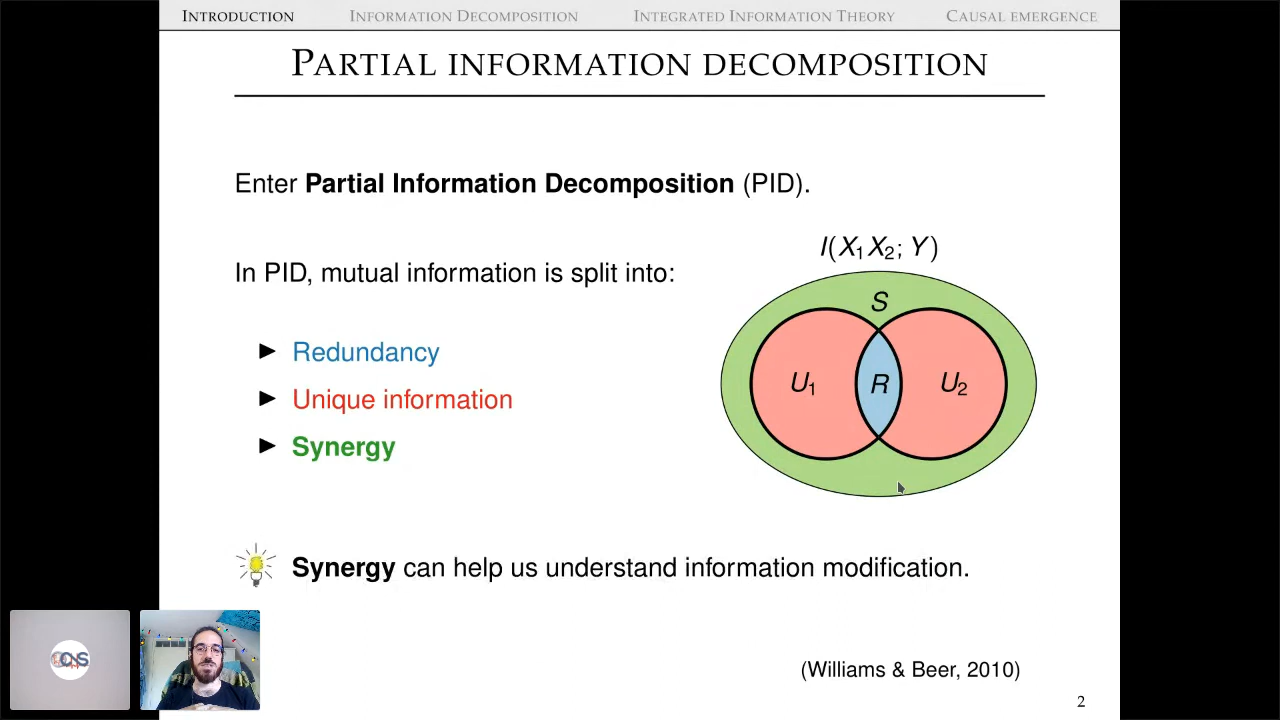 INTRODUCTION INFORMATION DECOMPOSITION INTEGRATED INFORMATION THEORY CAUSAL EMERGENCE
PARTIAL INFORMATION DECOMPOSITION
Enter Partial Information Decomposition (PID).
In PID, mutual information is split into:
► Redundancy
► Unique information
► Synergy
I(X₁X₂; Y)
S
U₁ R U₂
Synergy can help us understand information modification.
(Williams & Beer, 2010)
2